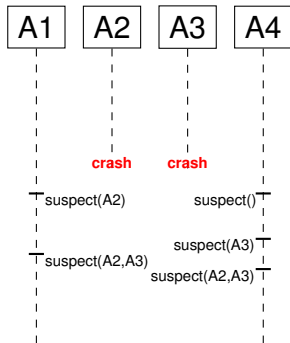 A1 A2 A3 A4
crash crash
suspect(A2) suspect()
suspect(A3)
suspect(A2,A3)
suspect(A2,A3)